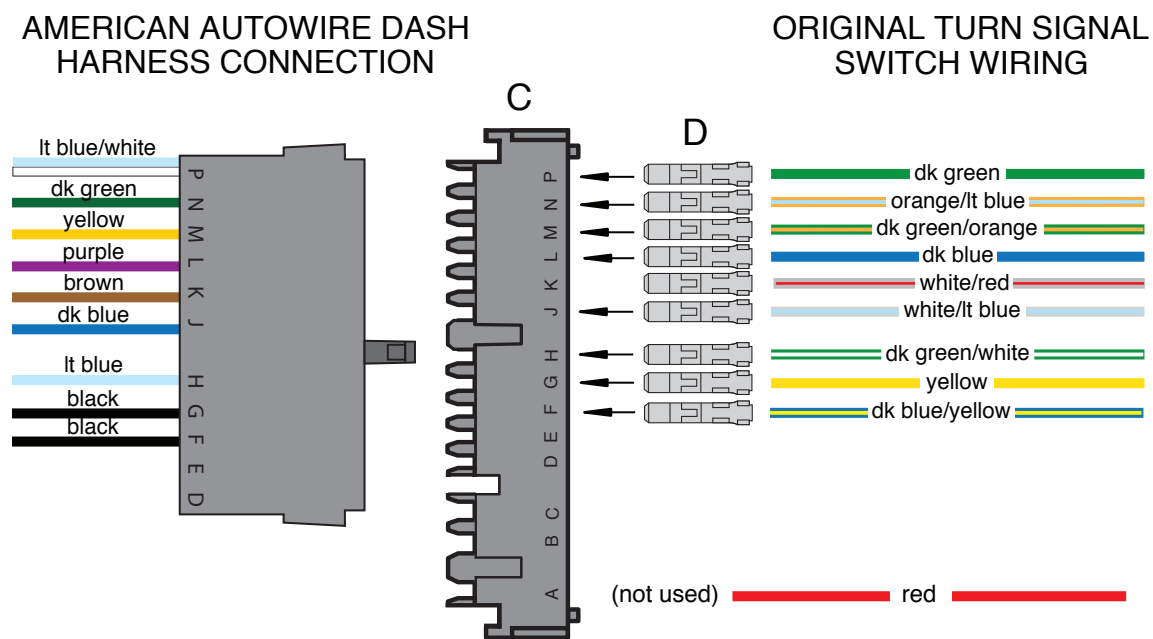 AMERICAN AUTOWIRE DASH
HARNESS CONNECTION
ORIGINAL TURN SIGNAL
SWITCH WIRING
C
D
lt blue/white
dk green
yellow
purple
brown
dk blue
lt blue
black
black
P
N
M
L
K
J
H
G
F
E
D
P
N
M
L
K
J
H
G
F
E
D
C
B
A
dk green
orange/lt blue
dk green/orange
dk blue
white/red
white/lt blue
dk green/white
yellow
dk blue/yellow
(not used)
red